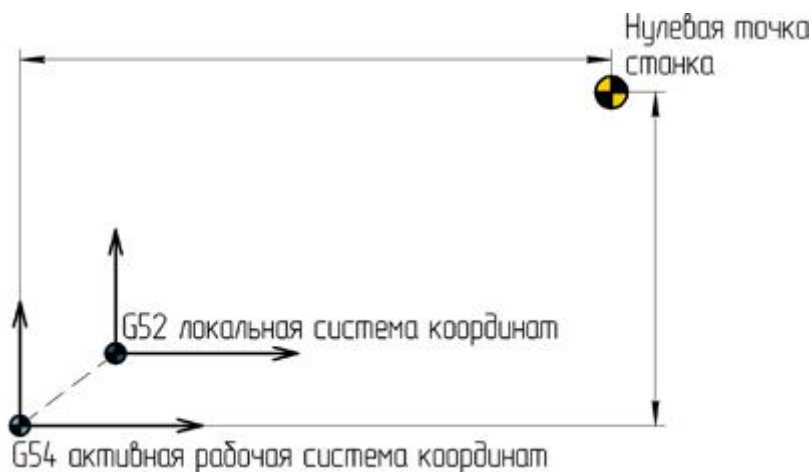 Нулевая точка
станка
G52 локальная система координат
G54 активная рабочая система координат